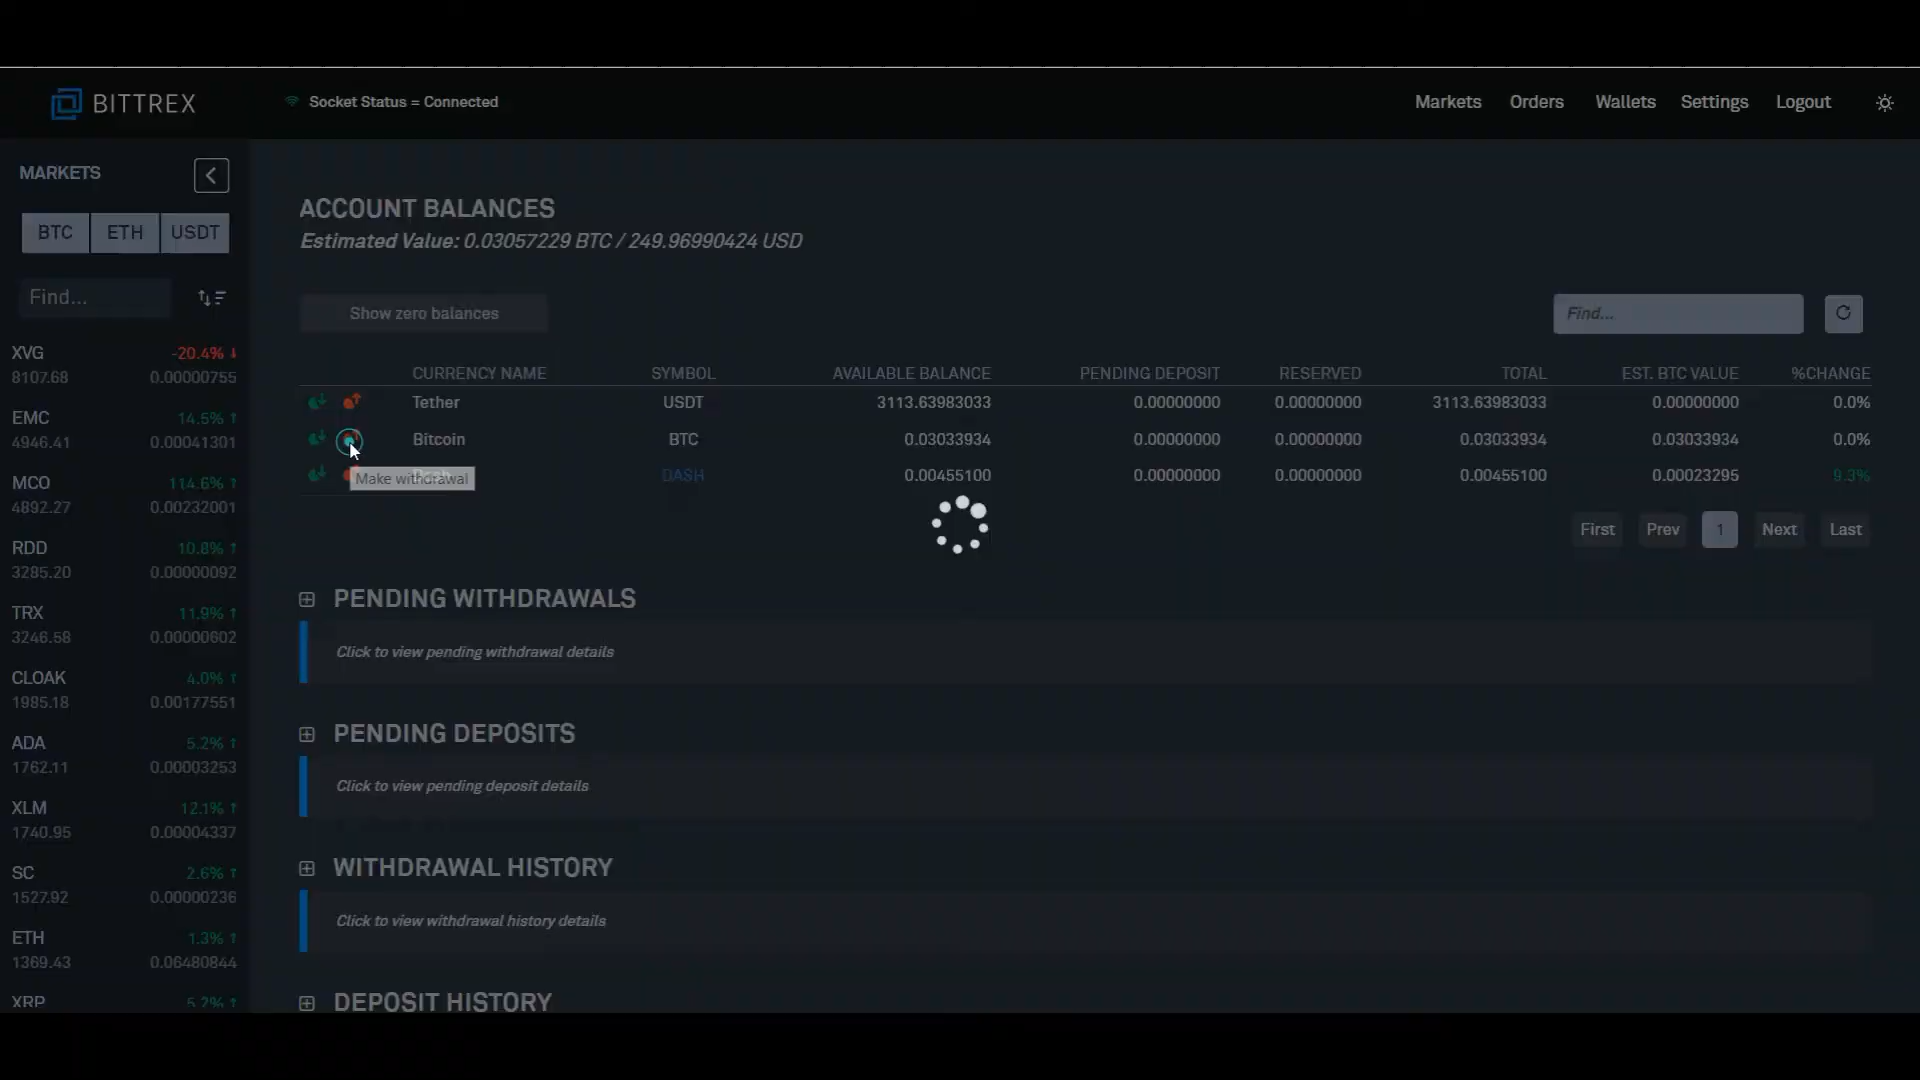 BITTREX
Socket Status = Connected
Markets Orders Wallets Settings Logout
MARKETS
BTC ETH USDT
Find...
XVG -20.4%
8107.68 0.00000755
EMC 14.5% ↑
4946.41 0.00041301
MCO 114.6% ↑
4892.27 0.00232001
RDD 10.8% ↑
3285.20 0.00000092
TRX 11.9% ↑
3246.58 0.00000602
CLOAK 4.0% ↑
1985.18 0.00177551
ADA 5.2% ↑
1762.11 0.00003253
XLM 12.1% ↑
1740.95 0.00004337
SC 2.6% ↑
1527.92 0.00000236
ETH 1.3% ↑
1369.43 0.06480844
XRP 5.2% ↑
ACCOUNT BALANCES
Estimated Value: 0.03057229 BTC / 249.96990424 USD
Show zero balances
Find...
CURRENCY NAME SYMBOL AVAILABLE BALANCE PENDING DEPOSIT RESERVED TOTAL EST. BTC VALUE %CHANGE
Tether USDT 3113.63983033 0.00000000 0.00000000 3113.63983033 0.00000000 0.0%
Bitcoin BTC 0.03033934 0.00000000 0.00000000 0.03033934 0.03033934 0.0%
DASH 0.00455100 0.00000000 0.00000000 0.00455100 0.00023295 9.3%
Make withdrawal
First Prev 1 Next Last
PENDING WITHDRAWALS
Click to view pending withdrawal details
PENDING DEPOSITS
Click to view pending deposit details
WITHDRAWAL HISTORY
Click to view withdrawal history details
DEPOSIT HISTORY